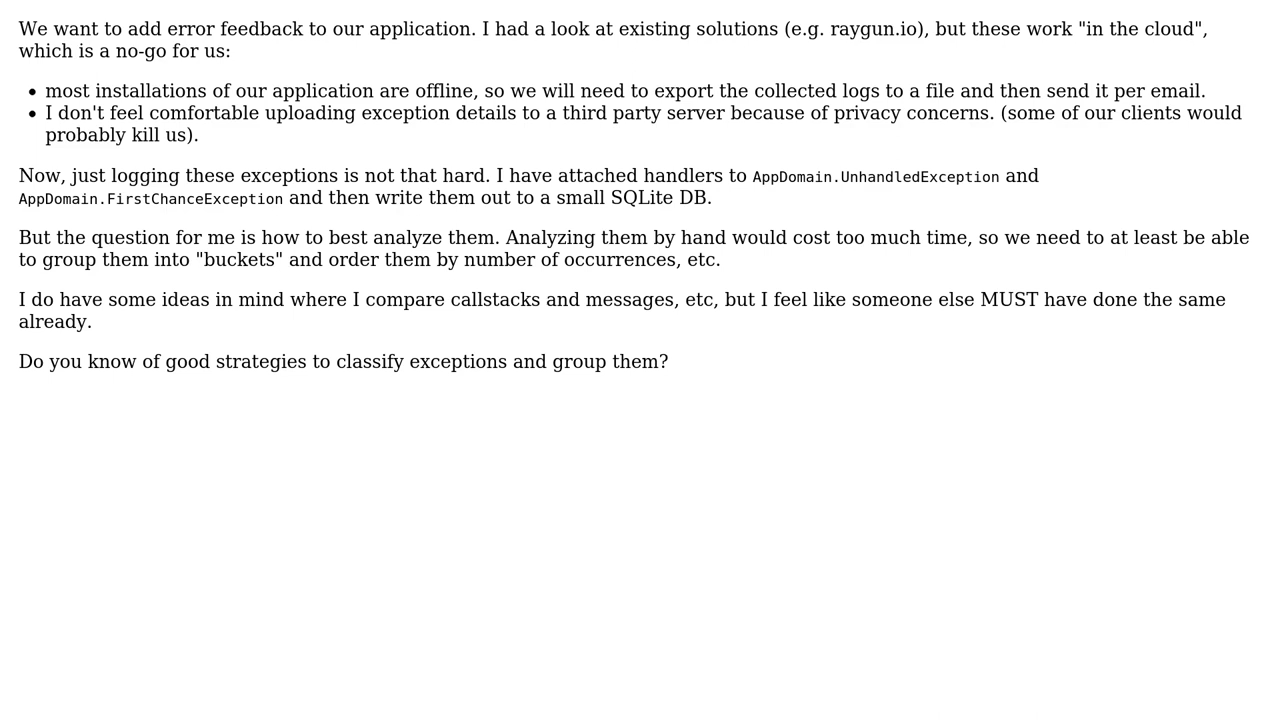 We want to add error feedback to our application. I had a look at existing solutions (e.g. raygun.io), but these work "in the cloud",
which is a no-go for us:
• most installations of our application are offline, so we will need to export the collected logs to a file and then send it per email.
• I don't feel comfortable uploading exception details to a third party server because of privacy concerns. (some of our clients would
probably kill us).
Now, just logging these exceptions is not that hard. I have attached handlers to AppDomain.UnhandledException and
AppDomain.FirstChanceException and then write them out to a small SQLite DB.
But the question for me is how to best analyze them. Analyzing them by hand would cost too much time, so we need to at least be able
to group them into "buckets" and order them by number of occurrences, etc.
I do have some ideas in mind where I compare callstacks and messages, etc, but I feel like someone else MUST have done the same
already.
Do you know of good strategies to classify exceptions and group them?